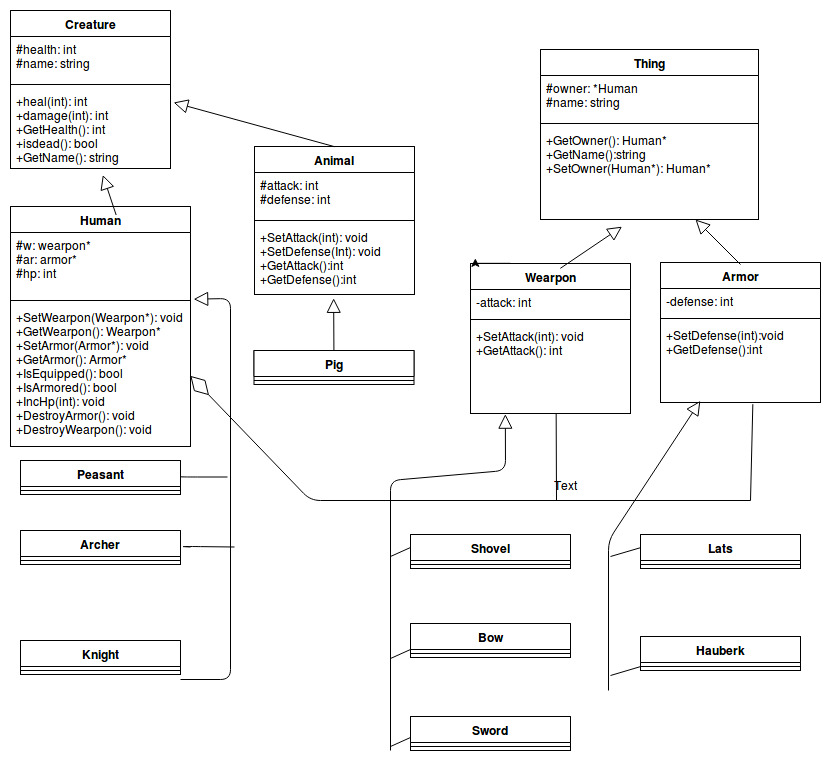 Creature
#health: int
#name: string
+heal(int): int
+damage(int): int
+GetHealth(): int
+isdead(): bool
+GetName(): string
Thing
#owner: *Human
#name: string
+GetOwner(): Human*
+GetName():string
+SetOwner(Human*): Human*
Animal
#attack: int
#defense: int
+SetAttack(int): void
+SetDefense(Int): void
+GetAttack():int
+GetDefense():int
Human
#w: wearpon*
#ar: armor*
#hp: int
+SetWearpon(Wearpon*): void
+GetWearpon(): Wearpon*
+SetArmor(Armor*): void
+GetArmor(): Armor*
+IsEquipped(): bool
+IsArmored(): bool
+IncHp(int): void
+DestroyArmor(): void
+DestroyWearpon(): void
Wearpon
-attack: int
+SetAttack(int): void
+GetAttack(): int
Armor
-defense: int
+SetDefense(int):void
+GetDefense():int
Pig
Peasant
Text
Archer
Shovel
Lats
Knight
Bow
Hauberk
Sword